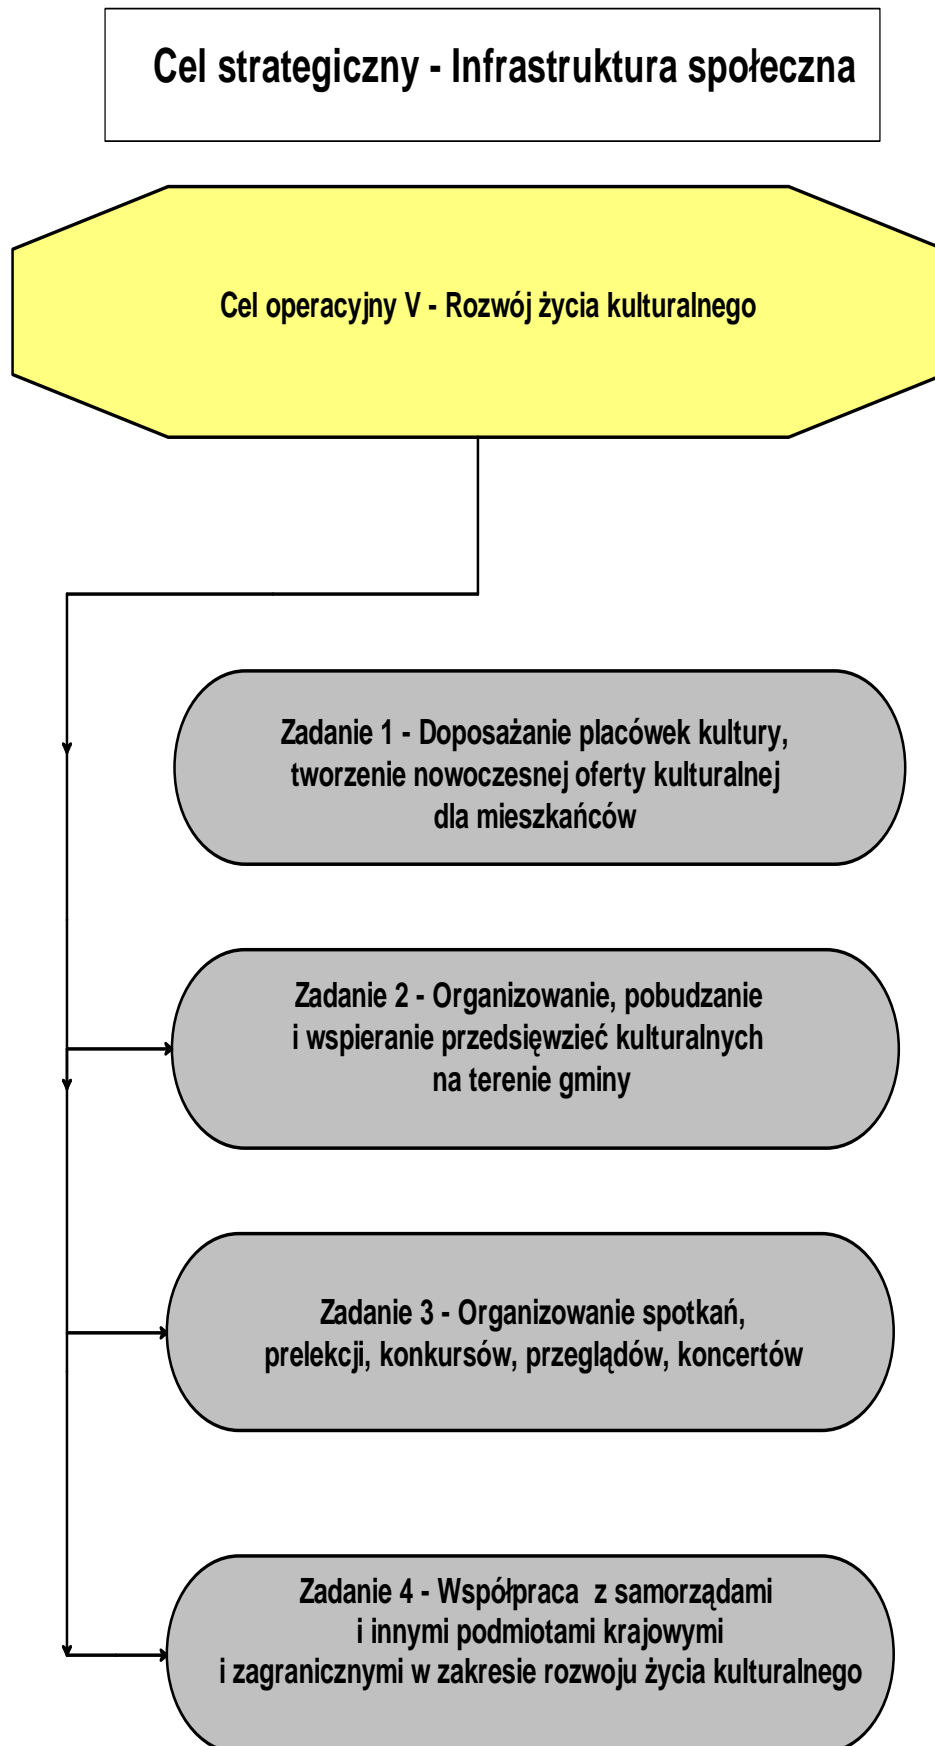 Cel strategiczny - Infrastruktura społeczna
Cel operacyjny V - Rozwój życia kulturalnego
Zadanie 1 - Doposażanie placówek kultury,
tworzenie nowoczesnej oferty kulturalnej
dla mieszkańców
Zadanie 2 - Organizowanie, pobudzanie
i wspieranie przedsięwzieć kulturalnych
na terenie gminy
Zadanie 3 - Organizowanie spotkań,
prelekcji, konkursów, przeglądów, koncertów
Zadanie 4 - Współpraca z samorządami
i innymi podmiotami krajowymi
i zagranicznymi w zakresie rozwoju życia kulturalnego